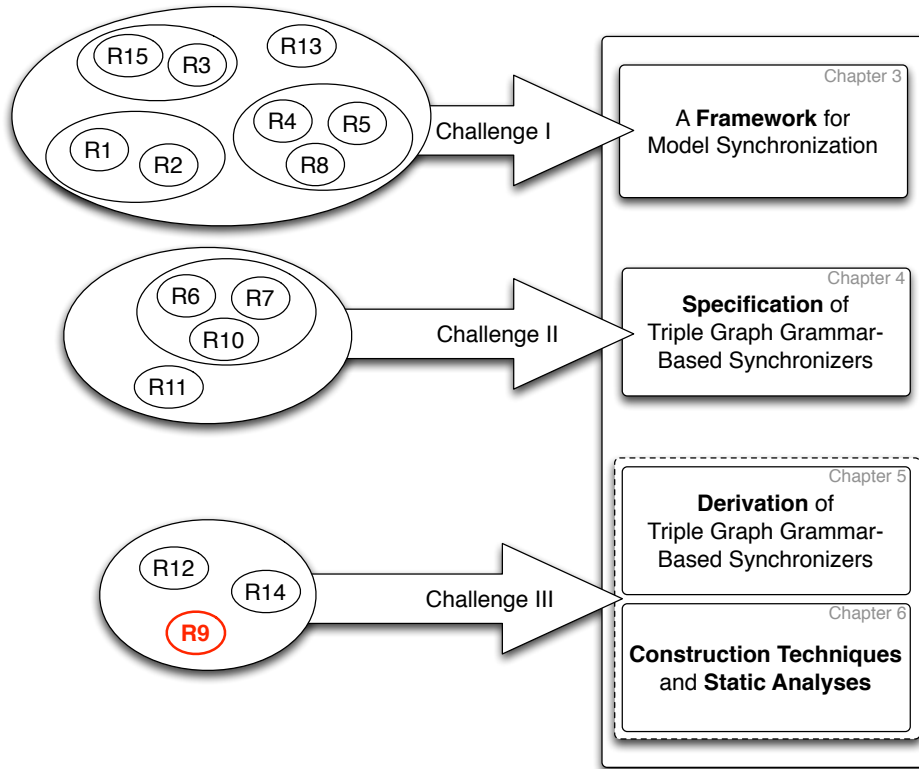 R15
R3
R13
R4
R5
R8
R1
R2
Challenge I
Chapter 3
A Framework for
Model Synchronization
R6
R7
R10
R11
Challenge II
Chapter 4
Specification of
Triple Graph Grammar-
Based Synchronizers
R12
R14
R9
Challenge III
Chapter 5
Derivation of
Triple Graph Grammar-
Based Synchronizers
Chapter 6
Construction Techniques
and Static Analyses